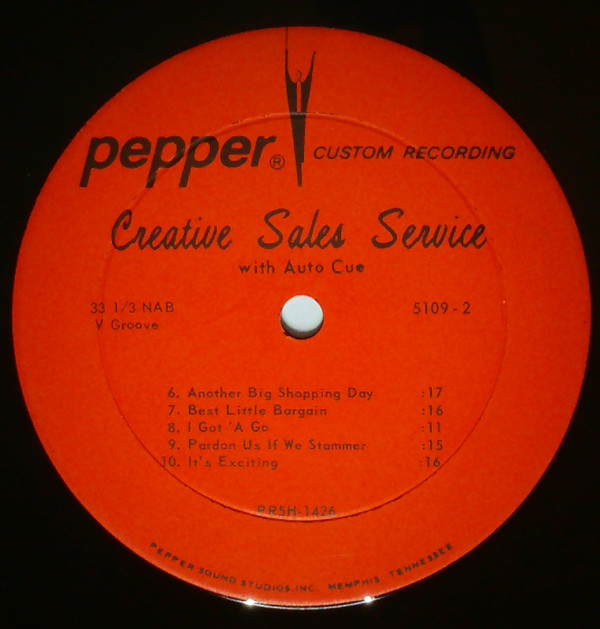 pepper® CUSTOM RECORDING
Creative Sales Service
with Auto Cue
33 1/3 NAB 5109-2
V Groove
6. Another Big Shopping Day :17
7. Best Little Bargain :16
8. I Got 'A Go :11
9. Pardon Us If We Stammer :15
10. It's Exciting :16
RR5H-1426
PEPPER SOUND STUDIOS, INC. MEMPHIS, TENNESSEE